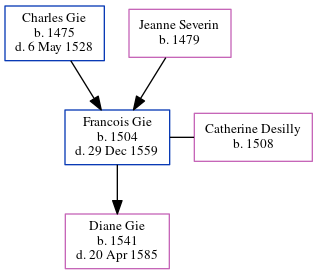 Charles Gie
b. 1475
d. 6 May 1528
Jeanne Severin
b. 1479
Francois Gie
b. 1504
d. 29 Dec 1559
Catherine Desilly
b. 1508
Diane Gie
b. 1541
d. 20 Apr 1585